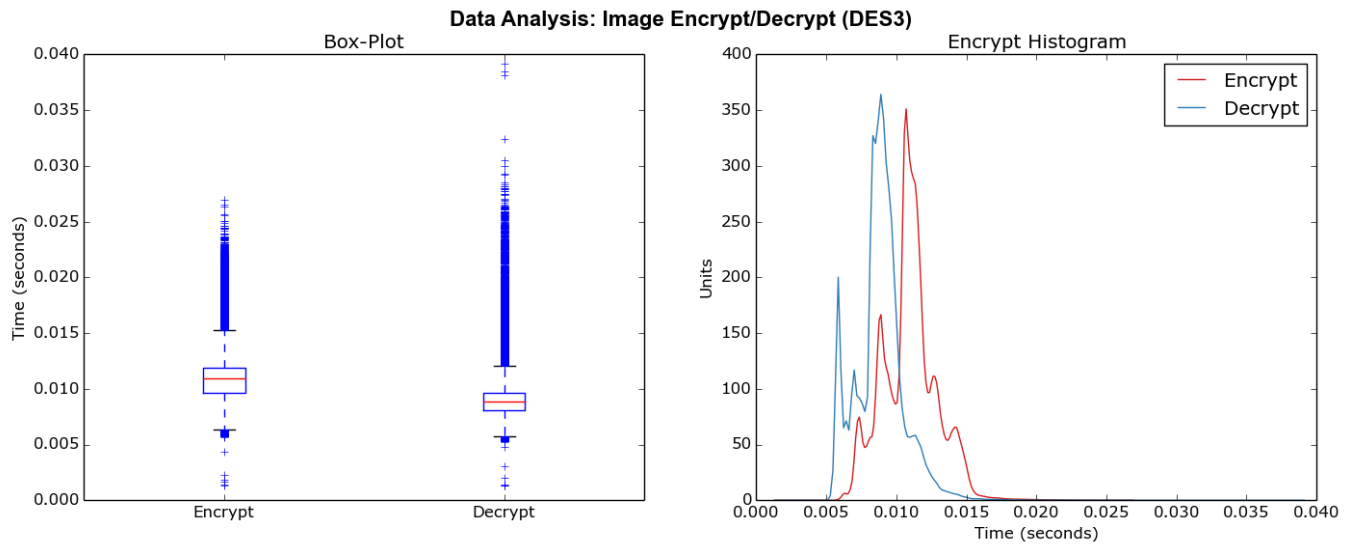 Data Analysis: Image Encrypt/Decrypt (DES3)
Box-Plot
Time (seconds)
0.040
0.035
0.030
0.025
0.020
0.015
0.010
0.005
0.000
Encrypt
Decrypt
Encrypt Histogram
Units
400
350
300
250
200
150
100
50
0
0.000
0.005
0.010
0.015
0.020
0.025
0.030
0.035
0.040
Time (seconds)
Encrypt
Decrypt